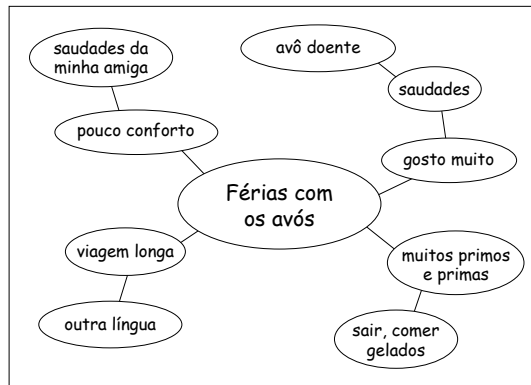 saudades da
minha amiga
pouco conforto
avô doente
saudades
gosto muito
Férias com
os avós
viagem longa
outra língua
muitos primos
e primas
sair, comer
gelados